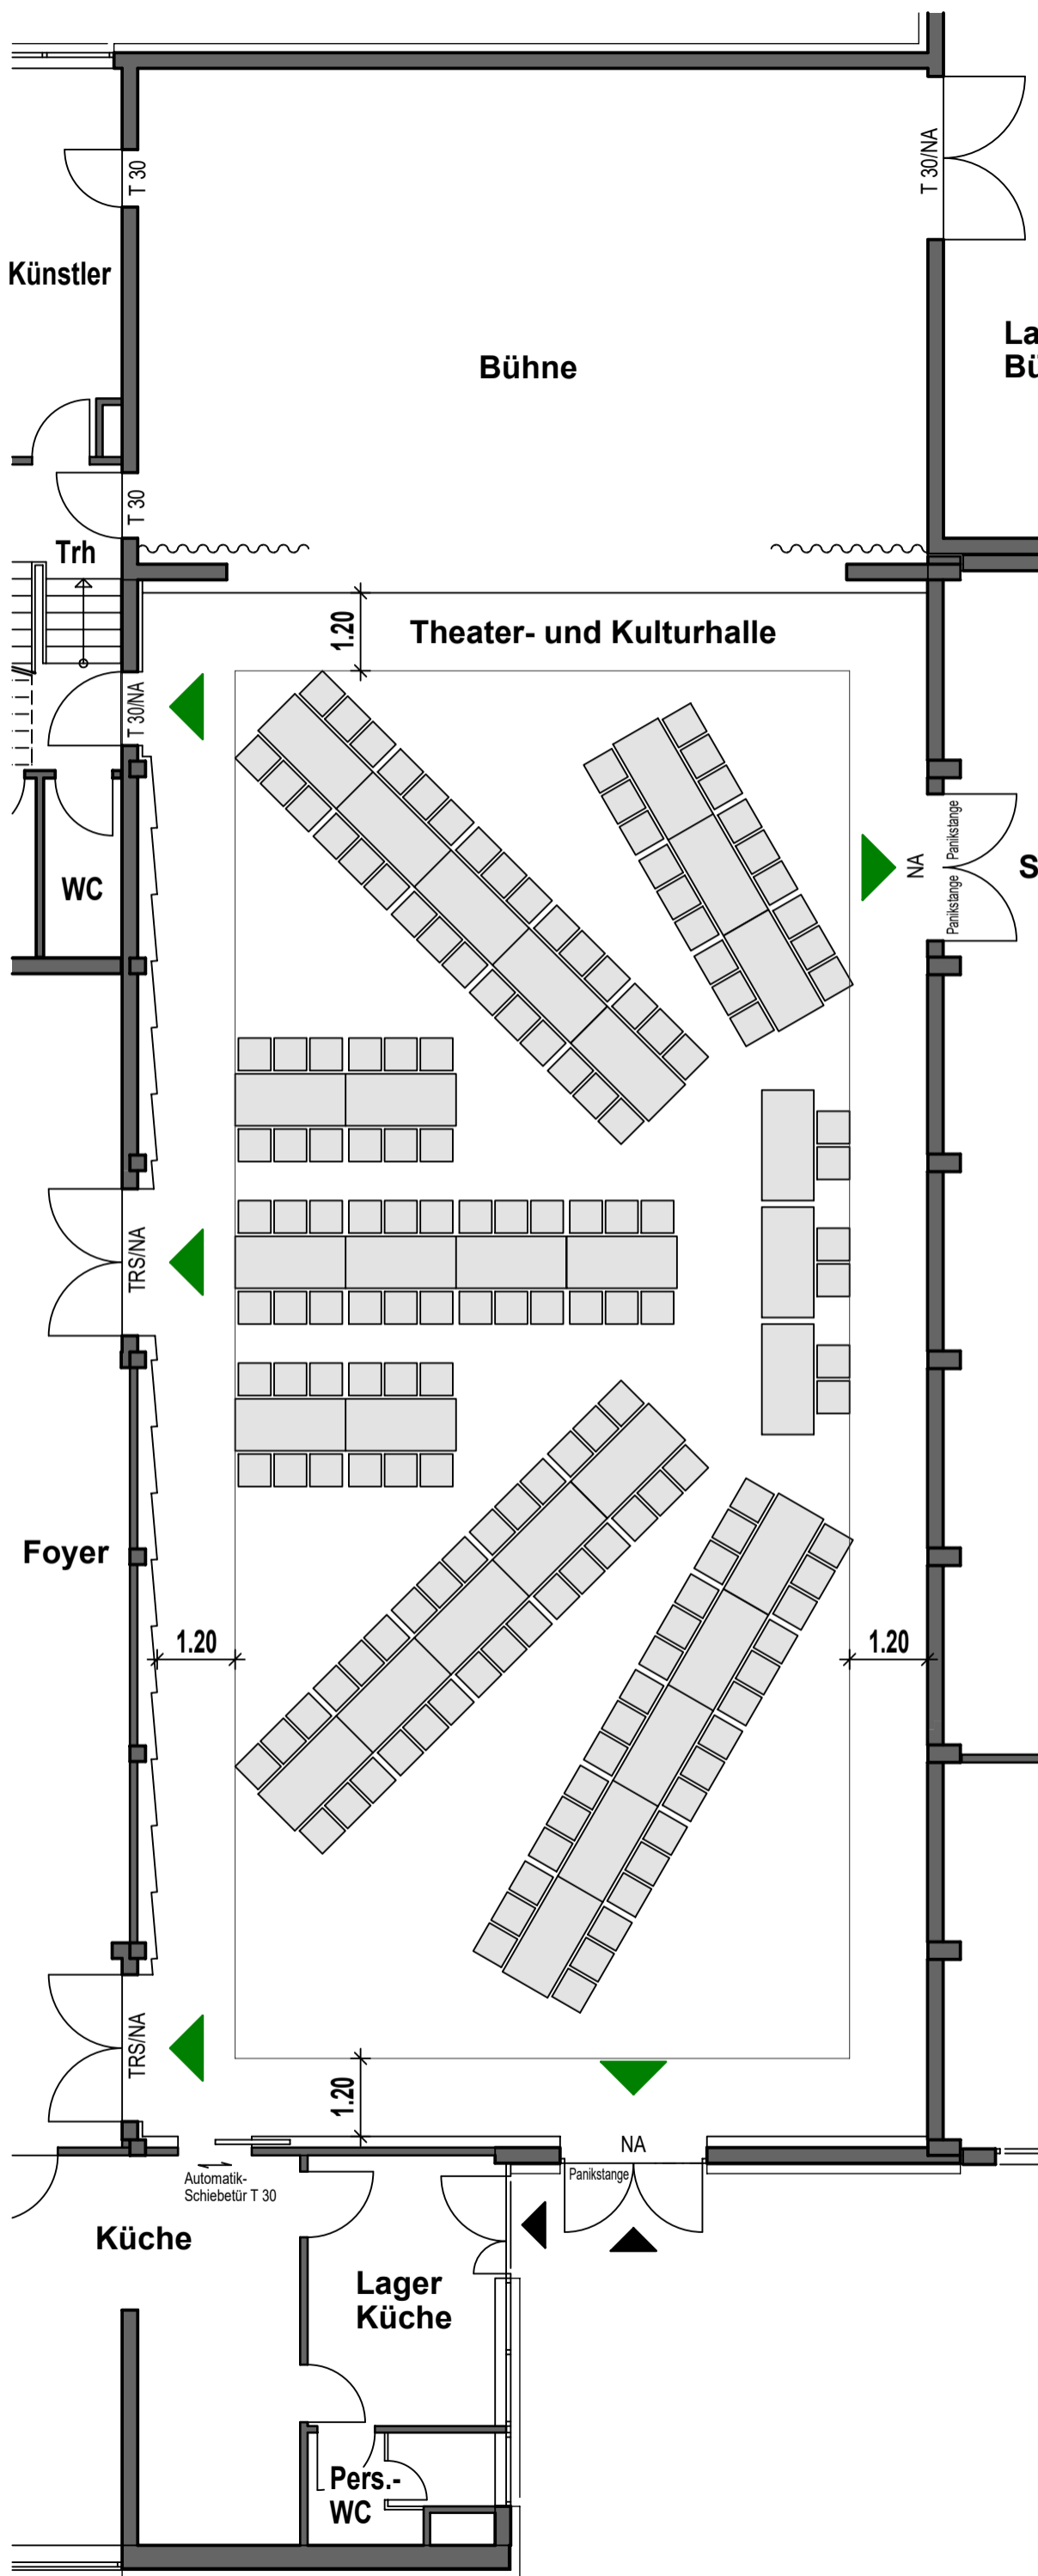 T 30
T 30/NA
Künstler
La
Bü
Bühne
T 30
Trh
1.20
Theater- und Kulturhalle
T 30/NA
NA
Panikstange
Panikstange
S
WC
TRS/NA
Foyer
1.20
1.20
TRS/NA
1.20
NA
Panikstange
Automatik-
Schiebetür T 30
Küche
Lager
Küche
Pers.-
WC